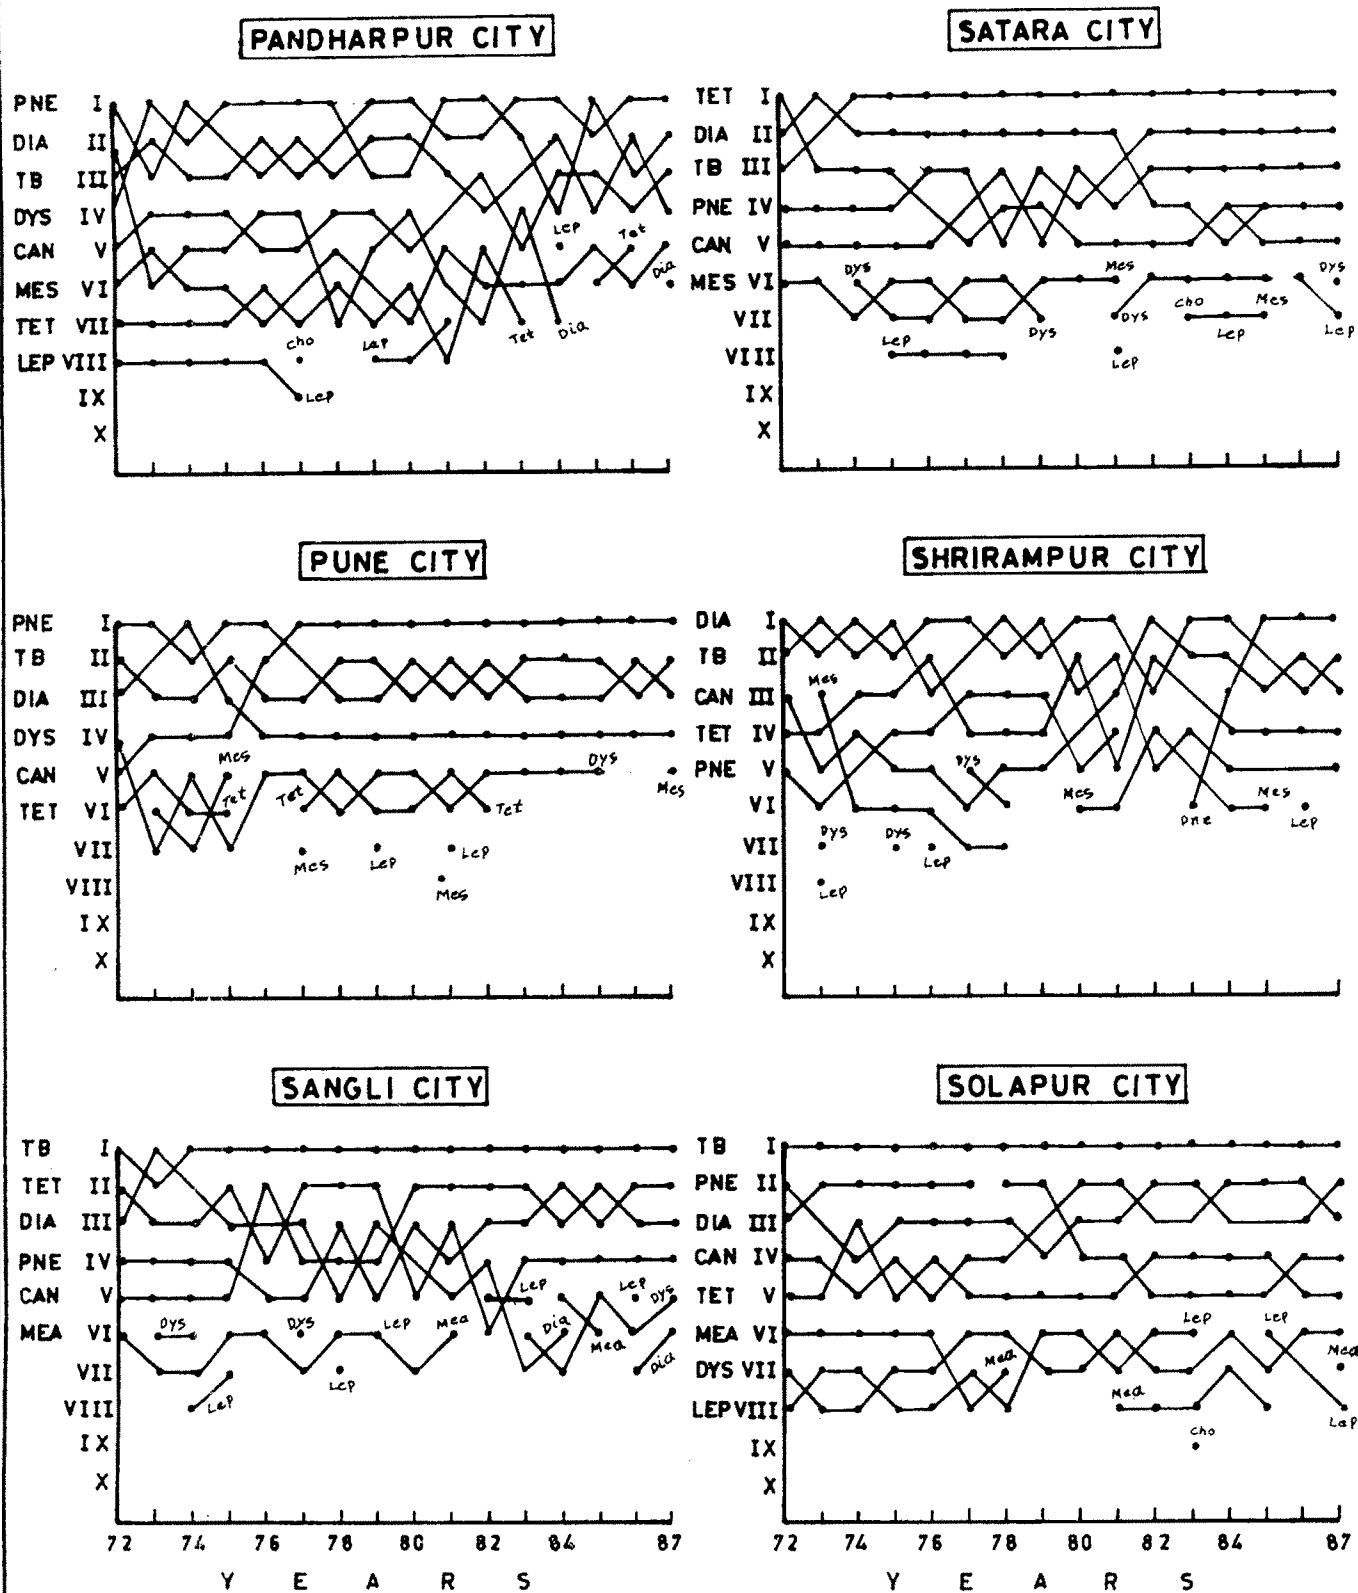 PANDHARPUR CITY
PNE I
DIA II
TB III
DYS IV
CAN V
MES VI
TET VII
LEP VIII
IX
X
Cho
Lep
Lep
Lep
Tet
Tet
Dia
Dia
SATARA CITY
TET I
DIA II
TB III
PNE IV
CAN V
MES VI
VII
VIII
IX
X
Dys
Lep
Dys
Mes
Dys
Lep
Cho
Lep
Mes
Dys
Lep
PUNE CITY
PNE I
TB II
DIA III
DYS IV
CAN V
TET VI
VII
VIII
IX
X
Mes
Tet
Tet
Mes
Lep
Lep
Mes
Tet
Dys
Mes
SHRIRAMPUR CITY
DIA I
TB II
CAN III
TET IV
PNE V
VI
VII
VIII
IX
X
Mes
Dys
Lep
Dys
Lep
Dys
Mes
Pne
Mes
Lep
SANGLI CITY
TB I
TET II
DIA III
PNE IV
CAN V
MEA VI
VII
VIII
IX
X
Dys
Lep
Dys
Lep
Lep
Mea
Lep
Dia
Mea
Lep
Dys
Dia
72 74 76 78 80 82 84 87
Y E A R S
SOLAPUR CITY
TB I
PNE II
DIA III
CAN IV
TET V
MEA VI
DYS VII
LEP VIII
IX
X
Mea
Mea
Lep
Cho
Lep
Mea
Lep
72 74 76 78 80 82 84 87
Y E A R S